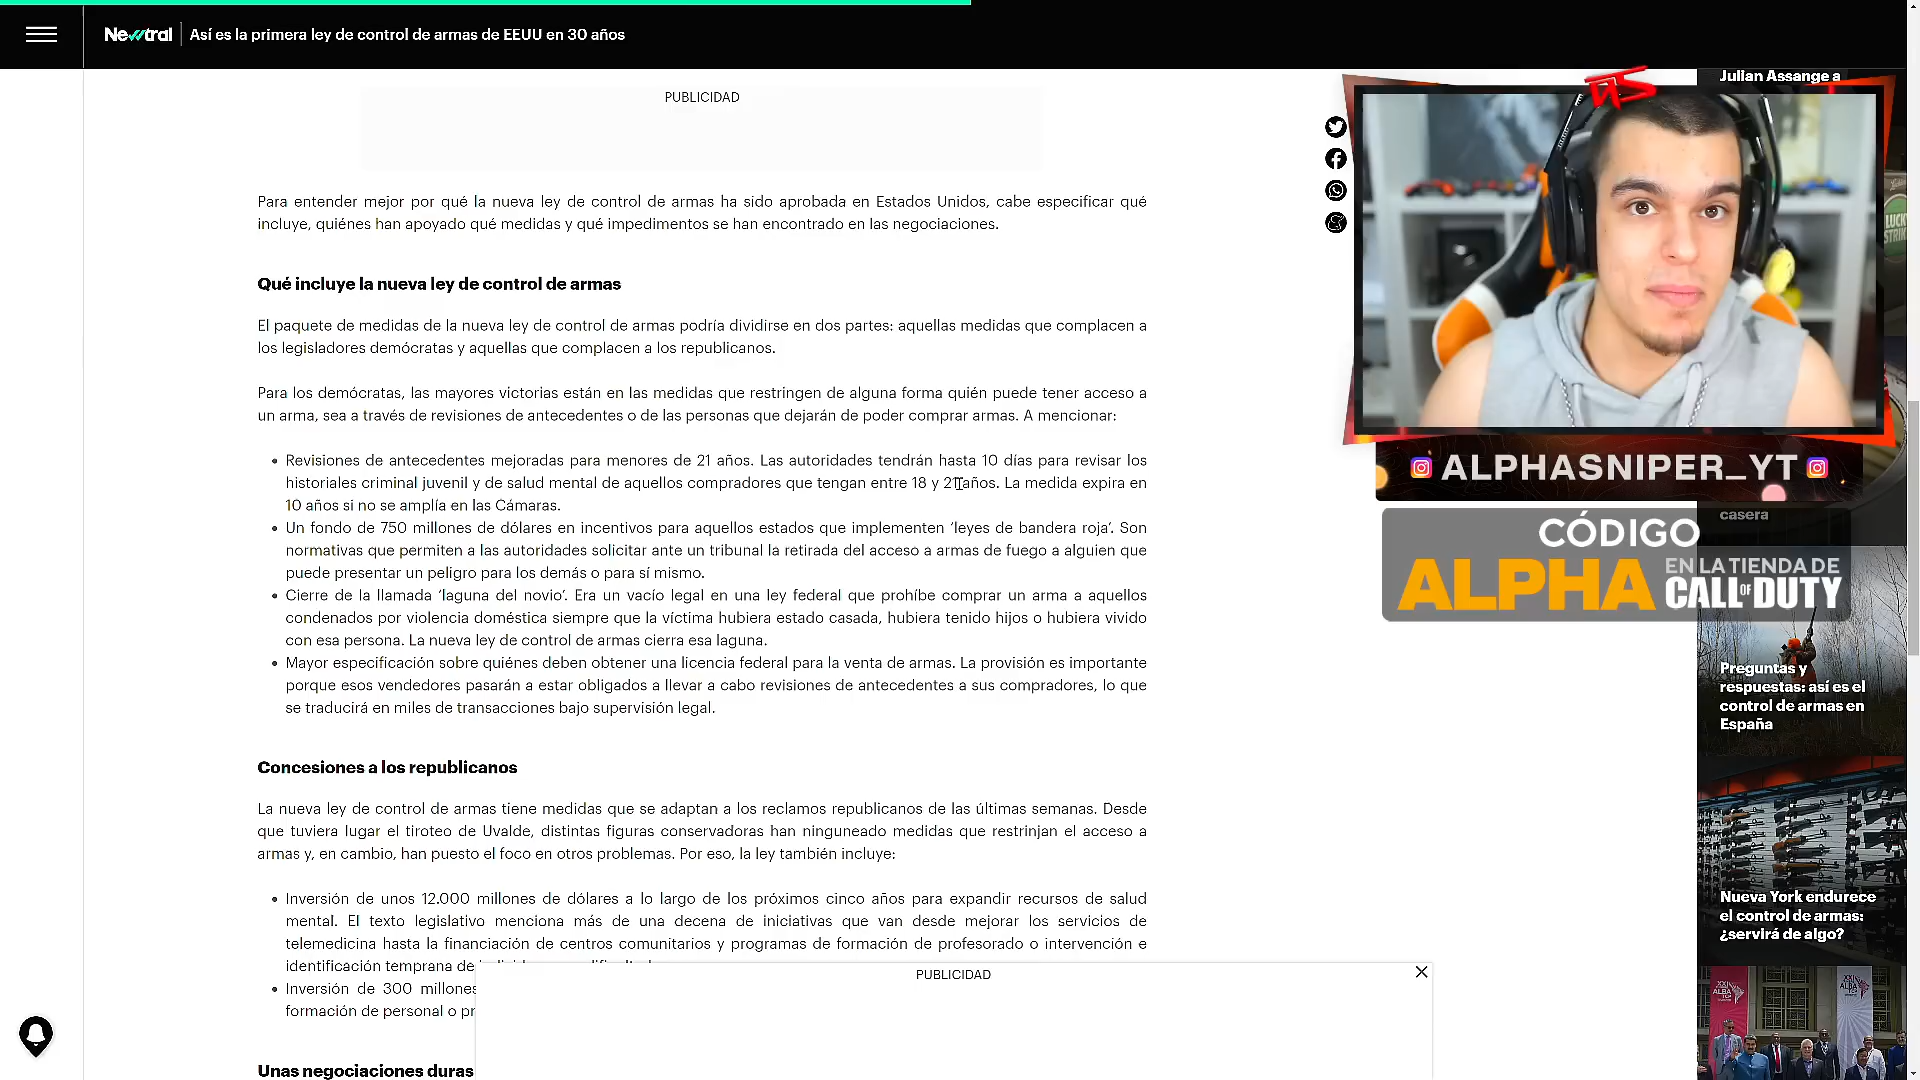 Newtral
Así es la primera ley de control de armas de EEUU en 30 años
PUBLICIDAD
Para entender mejor por qué la nueva ley de control de armas ha sido aprobada en Estados Unidos, cabe especificar qué
incluye, quiénes han apoyado qué medidas y qué impedimentos se han encontrado en las negociaciones.
Qué incluye la nueva ley de control de armas
El paquete de medidas de la nueva ley de control de armas podría dividirse en dos partes: aquellas medidas que complacen a
los legisladores demócratas y aquellas que complacen a los republicanos.
Para los demócratas, las mayores victorias están en las medidas que restringen de alguna forma quién puede tener acceso a
un arma, sea a través de revisiones de antecedentes o de las personas que dejarán de poder comprar armas. A mencionar:
Revisiones de antecedentes mejoradas para menores de 21 años. Las autoridades tendrán hasta 10 días para revisar los
historiales criminal juvenil y de salud mental de aquellos compradores que tengan entre 18 y 21 años. La medida expira en
10 años si no se amplía en las Cámaras.
Un fondo de 750 millones de dólares en incentivos para aquellos estados que implementen ‘leyes de bandera roja’. Son
normativas que permiten a las autoridades solicitar ante un tribunal la retirada del acceso a armas de fuego a alguien que
puede presentar un peligro para los demás o para sí mismo.
Cierre de la llamada ‘laguna del novio’. Era un vacío legal en una ley federal que prohíbe comprar un arma a aquellos
condenados por violencia doméstica siempre que la víctima hubiera estado casada, hubiera tenido hijos o hubiera vivido
con esa persona. La nueva ley de control de armas cierra esa laguna.
Mayor especificación sobre quiénes deben obtener una licencia federal para la venta de armas. La provisión es importante
porque esos vendedores pasarán a estar obligados a llevar a cabo revisiones de antecedentes a sus compradores, lo que
se traducirá en miles de transacciones bajo supervisión legal.
Concesiones a los republicanos
La nueva ley de control de armas tiene medidas que se adaptan a los reclamos republicanos de las últimas semanas. Desde
que tuviera lugar el tiroteo de Uvalde, distintas figuras conservadoras han ninguneado medidas que restrinjan el acceso a
armas y, en cambio, han puesto el foco en otros problemas. Por eso, la ley también incluye:
Inversión de unos 12.000 millones de dólares a lo largo de los próximos cinco años para expandir recursos de salud
mental. El texto legislativo menciona más de una decena de iniciativas que van desde mejorar los servicios de
telemedicina hasta la financiación de centros comunitarios y programas de formación de profesorado o intervención e
identificación temprana de
Inversión de 300 millones
formación de personal o
Unas negociaciones duras
PUBLICIDAD
Julian Assange a
LUCKY
STRIKE
ALPHASNIPER_YT
casera
CÓDIGO
ALPHA
EN LA TIENDA DE
CALL OF DUTY
Preguntas y
respuestas: así es el
control de armas en
España
Nueva York endurece
el control de armas:
¿servirá de algo?
XXI
ALBA
TCP
XXI
ALBA